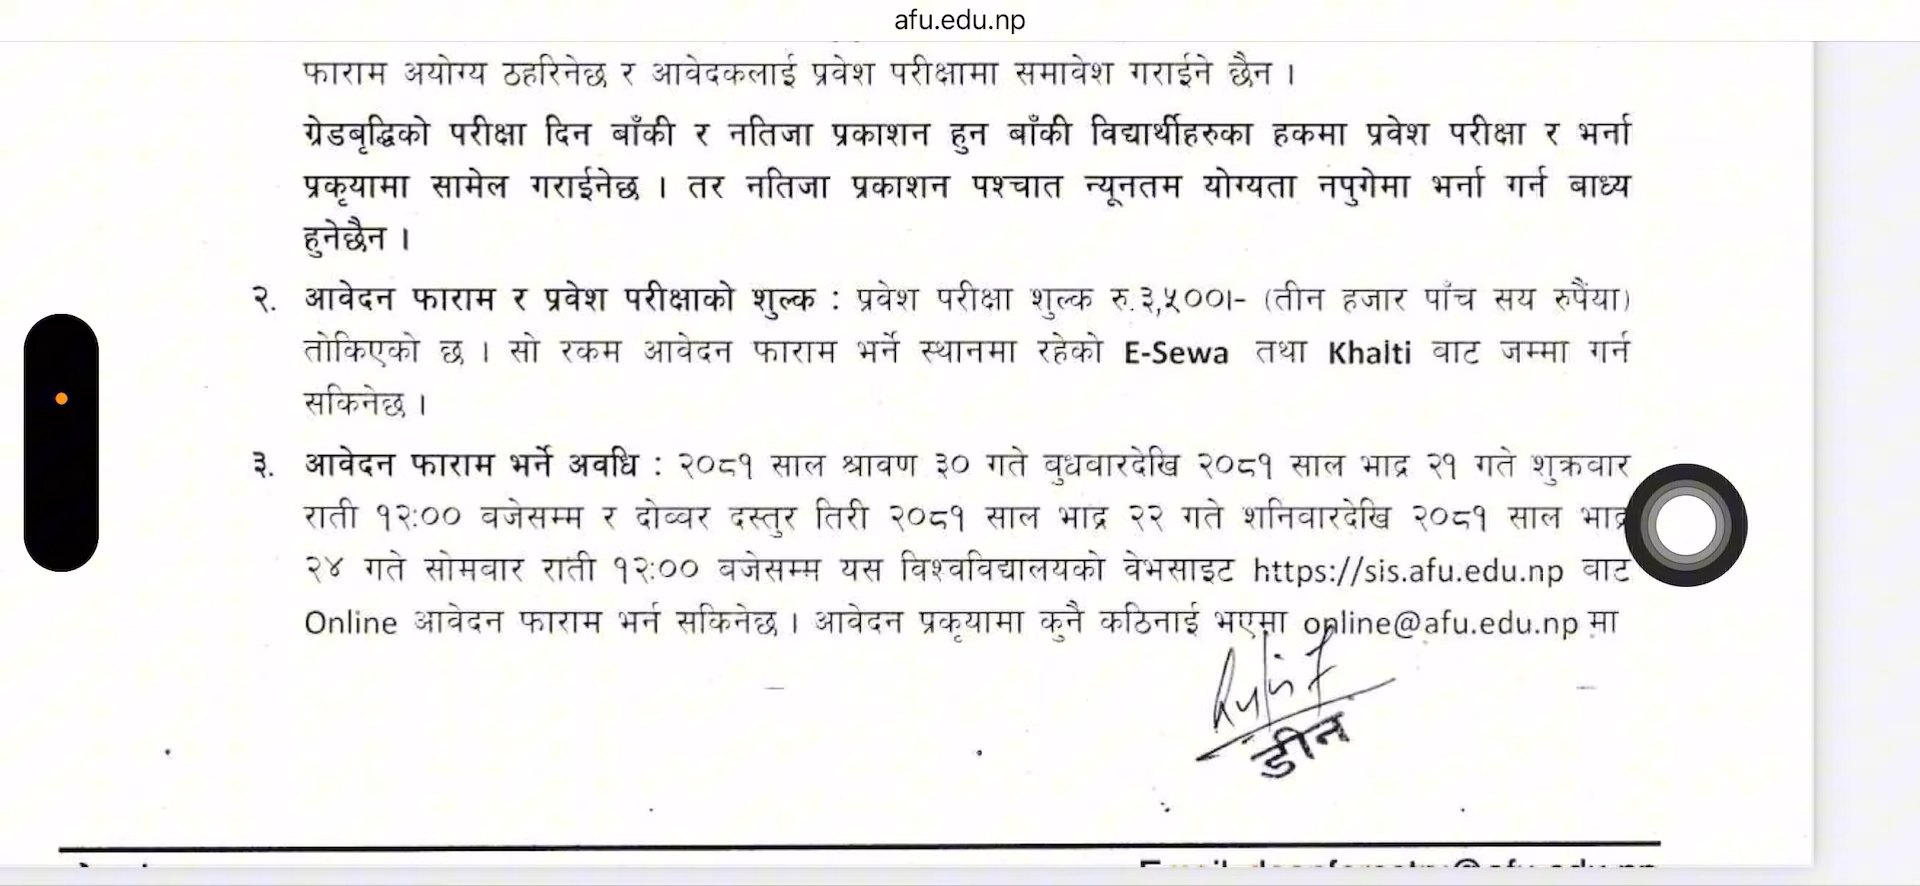 afu.edu.np
फाराम अयोग्य ठहरिनेछ र आवेदकलाई प्रवेश परीक्षामा समावेश गराईने छैन ।
ग्रेडबृद्धिको परीक्षा दिन बाँकी र नतिजा प्रकाशन हुन बाँकी विद्यार्थीहरुका हकमा प्रवेश परीक्षा र भर्ना
प्रकृयामा सामेल गराईनेछ । तर नतिजा प्रकाशन पश्चात न्यूनतम योग्यता नपुगेमा भर्ना गर्न बाध्य
हुनेछैन ।
२. आवेदन फाराम र प्रवेश परीक्षाको शुल्क : प्रवेश परीक्षा शुल्क रु.३,५००।- (तीन हजार पाँच सय रुपैंया)
तोकिएको छ । सो रकम आवेदन फाराम भर्ने स्थानमा रहेको E-Sewa तथा Khalti बाट जम्मा गर्न
सकिनेछ ।
३. आवेदन फाराम भर्ने अवधि : २०८१ साल श्रावण ३० गते बुधवारदेखि २०८१ साल भाद्र २१ गते शुक्रवार
राती १२:०० बजेसम्म र दोब्बर दस्तुर तिरी २०८१ साल भाद्र २२ गते शनिवारदेखि २०८१ साल भाद्र
२४ गते सोमवार राती १२:०० बजेसम्म यस विश्वविद्यालयको वेभसाइट https://sis.afu.edu.np बाट
Online आवेदन फाराम भर्न सकिनेछ । आवेदन प्रकृयामा कुनै कठिनाई भएमा online@afu.edu.np मा
डीन